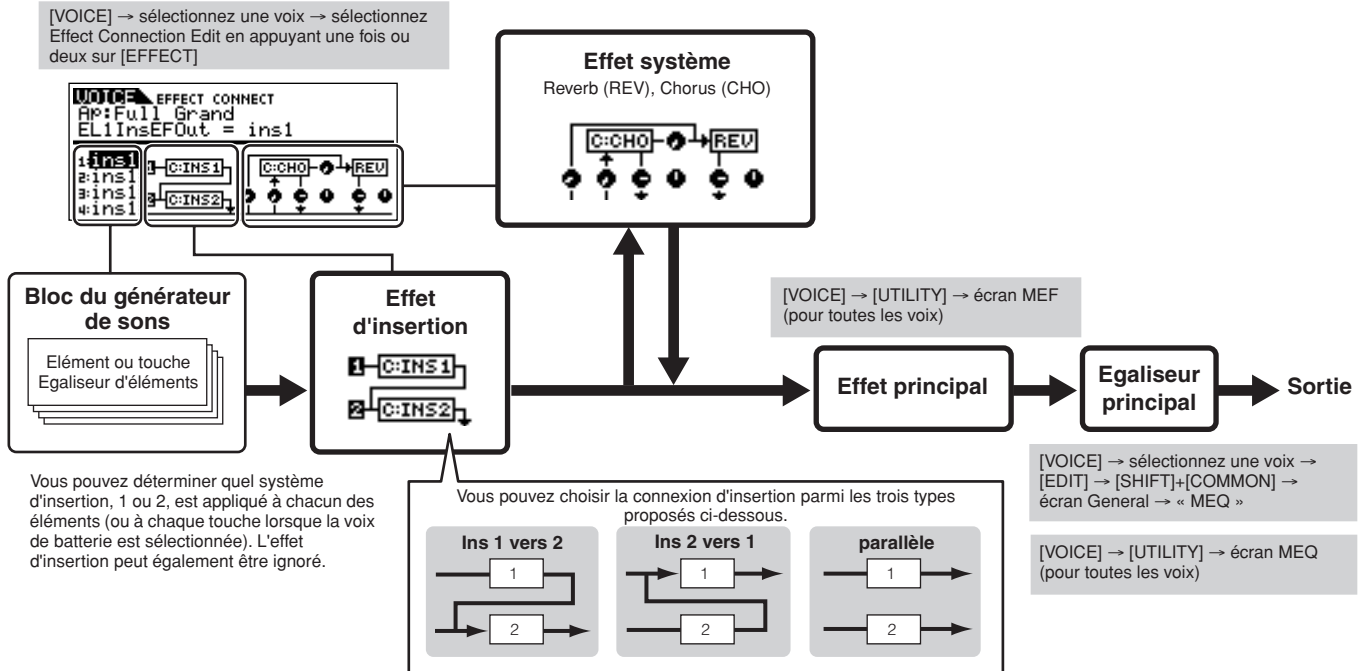 [VOICE] → sélectionnez une voix → sélectionnez
Effect Connection Edit en appuyant une fois ou
deux sur [EFFECT]
VOICE EFFECT CONNECT
AP:Full Grand
EL1InsEFOut = ins1
1:ins1
2:ins1
3:ins1
4:ins1
1 C:INS1
2 C:INS2
C:CHO REV
Effet système
Reverb (REV), Chorus (CHO)
C:CHO REV
Bloc du générateur
de sons
Elément ou touche
Egaliseur d'éléments
Effet
d'insertion
1 C:INS1
2 C:INS2
[VOICE] → [UTILITY] → écran MEF
(pour toutes les voix)
Effet principal
Egaliseur
principal
Sortie
Vous pouvez déterminer quel système
d'insertion, 1 ou 2, est appliqué à chacun des
éléments (ou à chaque touche lorsque la voix
de batterie est sélectionnée). L'effet
d'insertion peut également être ignoré.
Vous pouvez choisir la connexion d'insertion parmi les trois types
proposés ci-dessous.
Ins 1 vers 2
1
2
Ins 2 vers 1
1
2
parallèle
1
2
[VOICE] → sélectionnez une voix →
[EDIT] → [SHIFT]+[COMMON] →
écran General → « MEQ »
[VOICE] → [UTILITY] → écran MEQ
(pour toutes les voix)